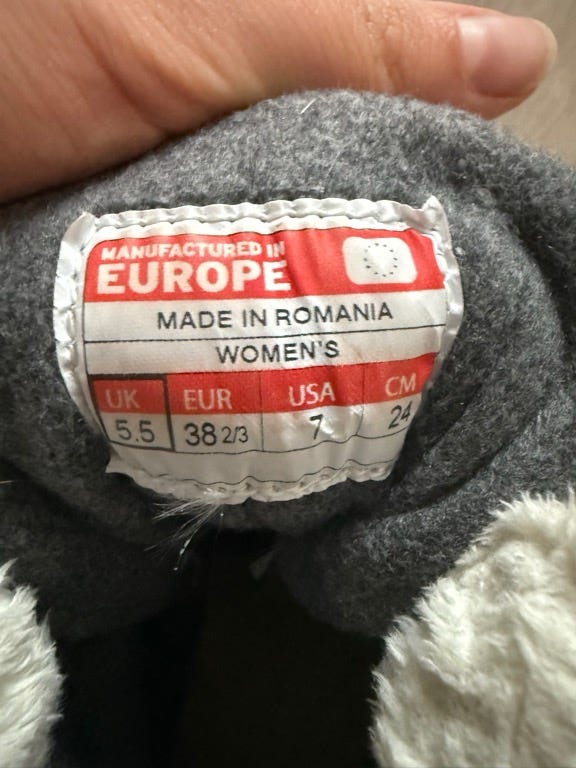 MANUFACTURED IN
EUROPE
MADE IN ROMANIA
WOMEN'S
UK EUR USA CM
5.5 38 2/3 7 24